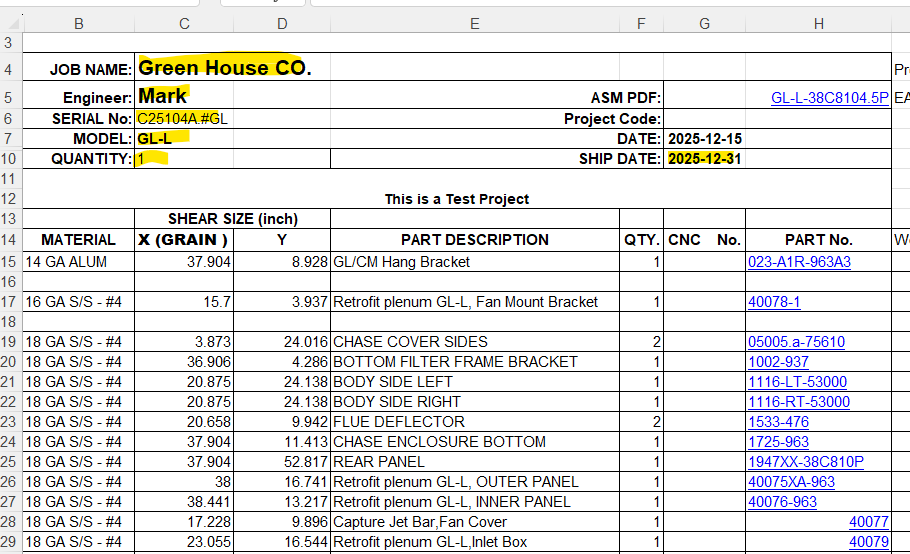 B C D E F G H
3
4 JOB NAME: Green House CO.
5 Engineer: Mark ASM PDF: GL-L-38C8104.5P EA
6 SERIAL No: C25104A.#GL Project Code:
7 MODEL: GL-L DATE: 2025-12-15
10 QUANTITY: 1 SHIP DATE: 2025-12-31
11
12 This is a Test Project
13 SHEAR SIZE (inch)
14 MATERIAL X (GRAIN ) Y PART DESCRIPTION QTY. CNC No. PART No.
15 14 GA ALUM 37.904 8.928 GL/CM Hang Bracket 1 023-A1R-963A3
16
17 16 GA S/S - #4 15.7 3.937 Retrofit plenum GL-L, Fan Mount Bracket 1 40078-1
18
19 18 GA S/S - #4 3.873 24.016 CHASE COVER SIDES 2 05005.a-75610
20 18 GA S/S - #4 36.906 4.286 BOTTOM FILTER FRAME BRACKET 1 1002-937
21 18 GA S/S - #4 20.875 24.138 BODY SIDE LEFT 1 1116-LT-53000
22 18 GA S/S - #4 20.875 24.138 BODY SIDE RIGHT 1 1116-RT-53000
23 18 GA S/S - #4 20.658 9.942 FLUE DEFLECTOR 2 1533-476
24 18 GA S/S - #4 37.904 11.413 CHASE ENCLOSURE BOTTOM 1 1725-963
25 18 GA S/S - #4 37.904 52.817 REAR PANEL 1 1947XX-38C810P
26 18 GA S/S - #4 38 16.741 Retrofit plenum GL-L, OUTER PANEL 1 40075XA-963
27 18 GA S/S - #4 38.441 13.217 Retrofit plenum GL-L, INNER PANEL 1 40076-963
28 18 GA S/S - #4 17.228 9.896 Capture Jet Bar,Fan Cover 1 40077
29 18 GA S/S - #4 23.055 16.544 Retrofit plenum GL-L,Inlet Box 1 40079